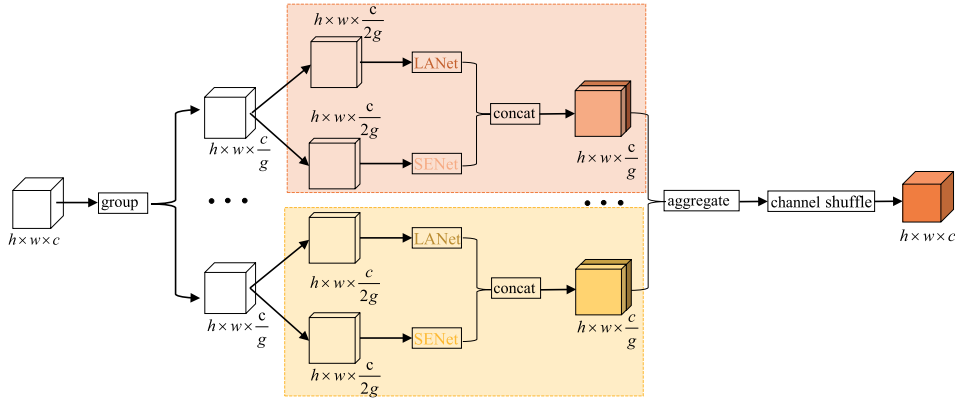 h×w×c/2g
LANet
h×w×c/2g
SENet
concat
h×w×c/g
h×w×c/g
h×w×c
group
• • •
• • •
aggregate
channel shuffle
h×w×c
h×w×c/g
LANet
h×w×c/2g
concat
SENet
h×w×c/g
h×w×c/2g